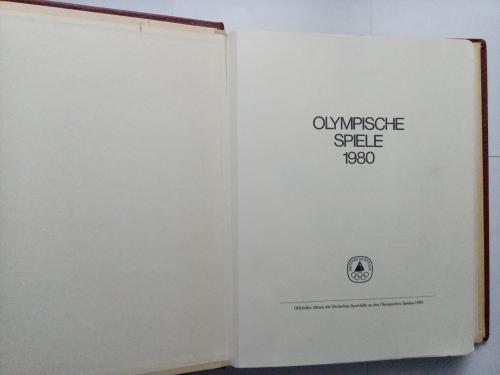 OLYMPISCHE
SPIELE
1980
Offizielles Album der Deutschen Sporthilfe zu den Olympischen Spielen 1980.